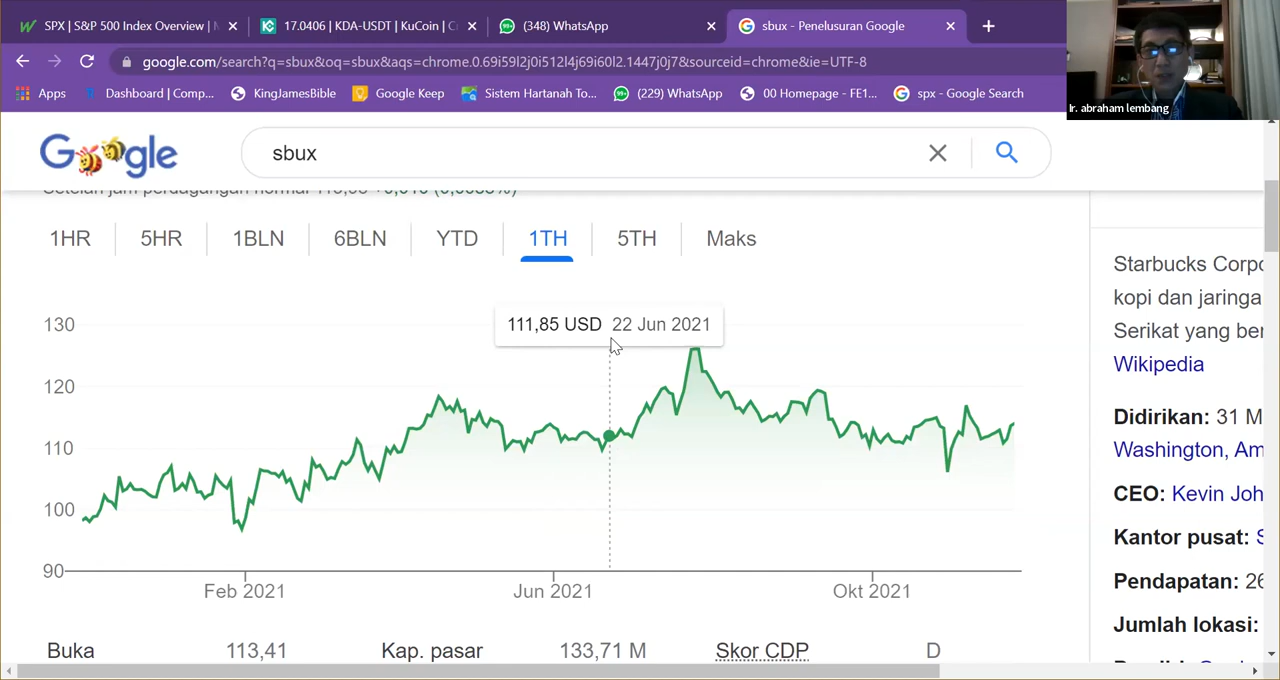 SPX | S&P 500 Index Overview |
17.0406 | KDA-USDT | KuCoin |
(348) WhatsApp
sbux - Penelusuran Google
google.com/search?q=sbux&oq=sbux&aqs=chrome.0.69i59l2j0i512l4j69i60l2.1447j0j7&sourceid=chrome&ie=UTF-8
Apps
Dashboard | Comp...
KingJamesBible
Google Keep
Sistem Hartanah To...
(229) WhatsApp
00 Homepage - FE1...
spx - Google Search
Ir. abraham lembang
Google
sbux
1HR 5HR 1BLN 6BLN YTD 1TH 5TH Maks
111,85 USD 22 Jun 2021
130
120
110
100
90
Feb 2021 Jun 2021 Okt 2021
Buka 113,41 Kap. pasar 133,71 M Skor CDP D
Starbucks Corpo
kopi dan jaringa
Serikat yang ber
Wikipedia
Didirikan: 31 M
Washington, Am
CEO: Kevin Joh
Kantor pusat: S
Pendapatan: 26
Jumlah lokasi: